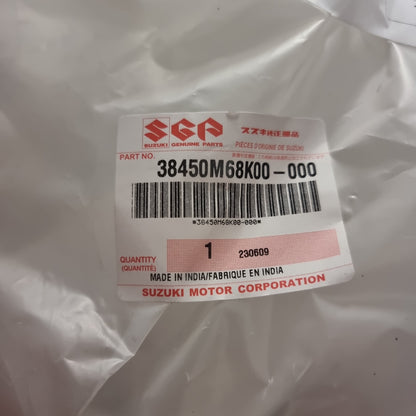 SGP
スズキ純正部品
SUZUKI GENUINE PARTS
PIÈCES D'ORIGINE DE SUZUKI
PART NO.
38450M68K00-000
*38450M68K00-000*
QUANTITY
(QUANTITÉ)
1
230609
MADE IN INDIA/FABRIQUE EN INDIA
SUZUKI MOTOR CORPORATION